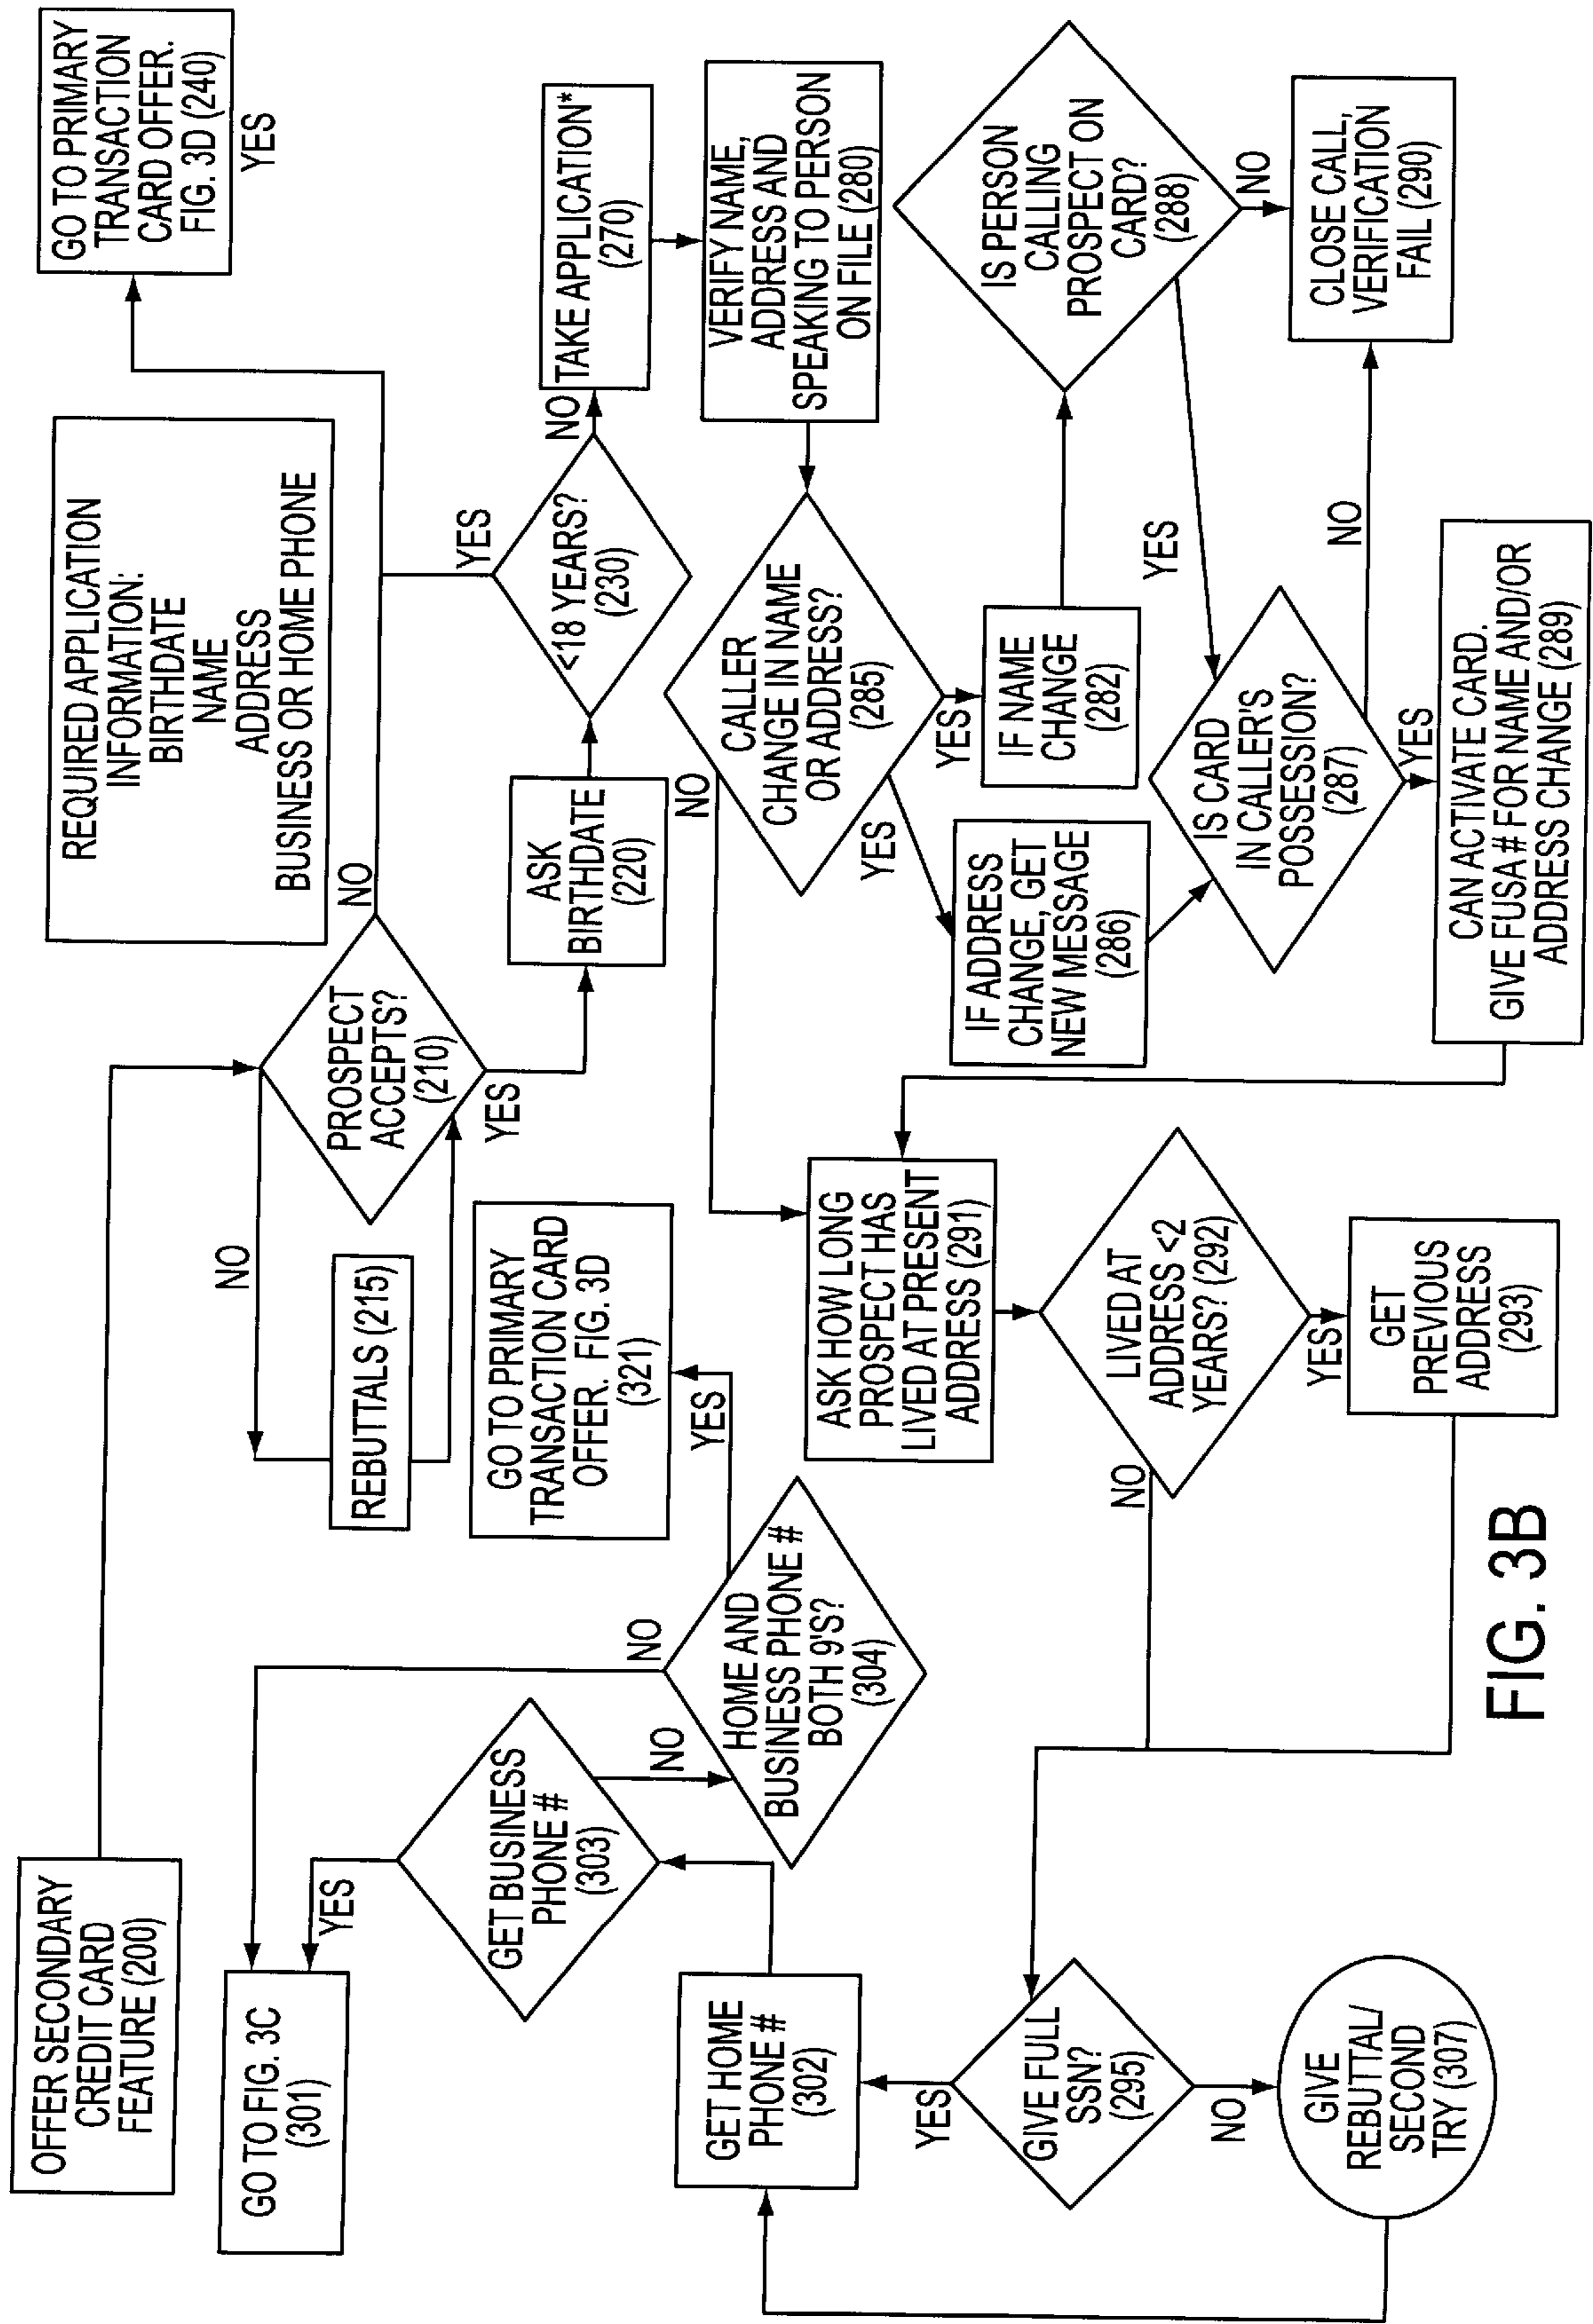 OFFER SECONDARY
CREDIT CARD
FEATURE (200)
GO TO PRIMARY
TRANSACTION
CARD OFFER.
FIG. 3D (240)
YES
REQUIRED APPLICATION
INFORMATION:
BIRTHDATE
NAME
ADDRESS
BUSINESS OR HOME PHONE
PROSPECT
ACCEPTS?
(210)
NO
NO
YES
REBUTTALS (215)
ASK
BIRTHDATE
(220)
<18 YEARS?
(230)
YES
NO
TAKE APPLICATION*
(270)
VERIFY NAME,
ADDRESS AND
SPEAKING TO PERSON
ON FILE (280)
CALLER
CHANGE IN NAME
OR ADDRESS?
(285)
NO
YES
YES
IF NAME
CHANGE
(282)
IF ADDRESS
CHANGE, GET
NEW MESSAGE
(286)
IS PERSON
CALLING
PROSPECT ON
CARD?
(288)
YES
NO
IS CARD
IN CALLER'S
POSSESSION?
(287)
NO
YES
CLOSE CALL,
VERIFICATION
FAIL (290)
CAN ACTIVATE CARD.
GIVE FUSA # FOR NAME AND/OR
ADDRESS CHANGE (289)
ASK HOW LONG
PROSPECT HAS
LIVED AT PRESENT
ADDRESS (291)
LIVED AT
ADDRESS <2
YEARS? (292)
NO
YES
GET
PREVIOUS
ADDRESS
(293)
GIVE FULL
SSN?
(295)
YES
NO
GIVE
REBUTTAL/
SECOND
TRY (307)
GET HOME
PHONE #
(302)
GET BUSINESS
PHONE #
(303)
YES
NO
HOME AND
BUSINESS PHONE #
BOTH 9'S?
(304)
NO
YES
GO TO FIG. 3C
(301)
GO TO PRIMARY
TRANSACTION CARD
OFFER. FIG. 3D
(321)
FIG. 3B